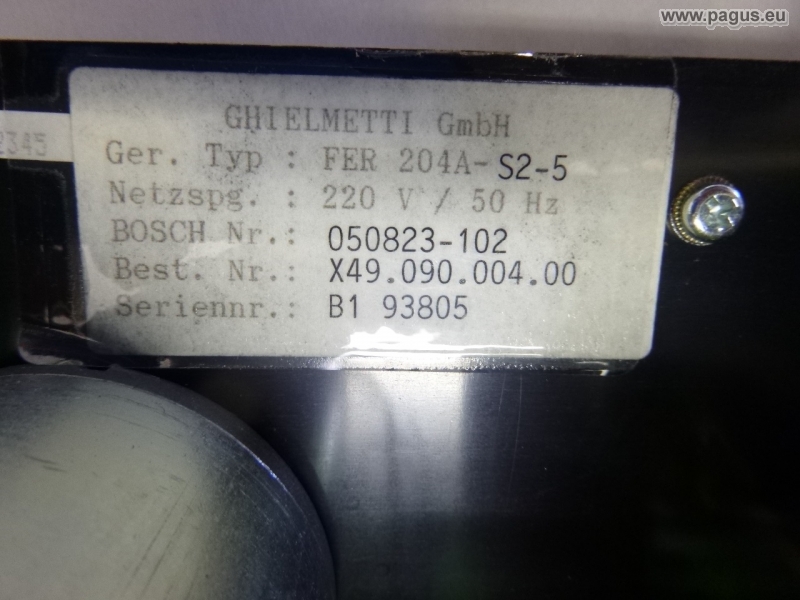 www.pagus.eu
GHIELMETTI GmbH
2345
Ger. Typ : FER 204A-S2-5
Netzspg. : 220 V / 50 Hz
BOSCH Nr.: 050823-102
Best. Nr.: X49.090.004.00
Seriennr.: B1 93805